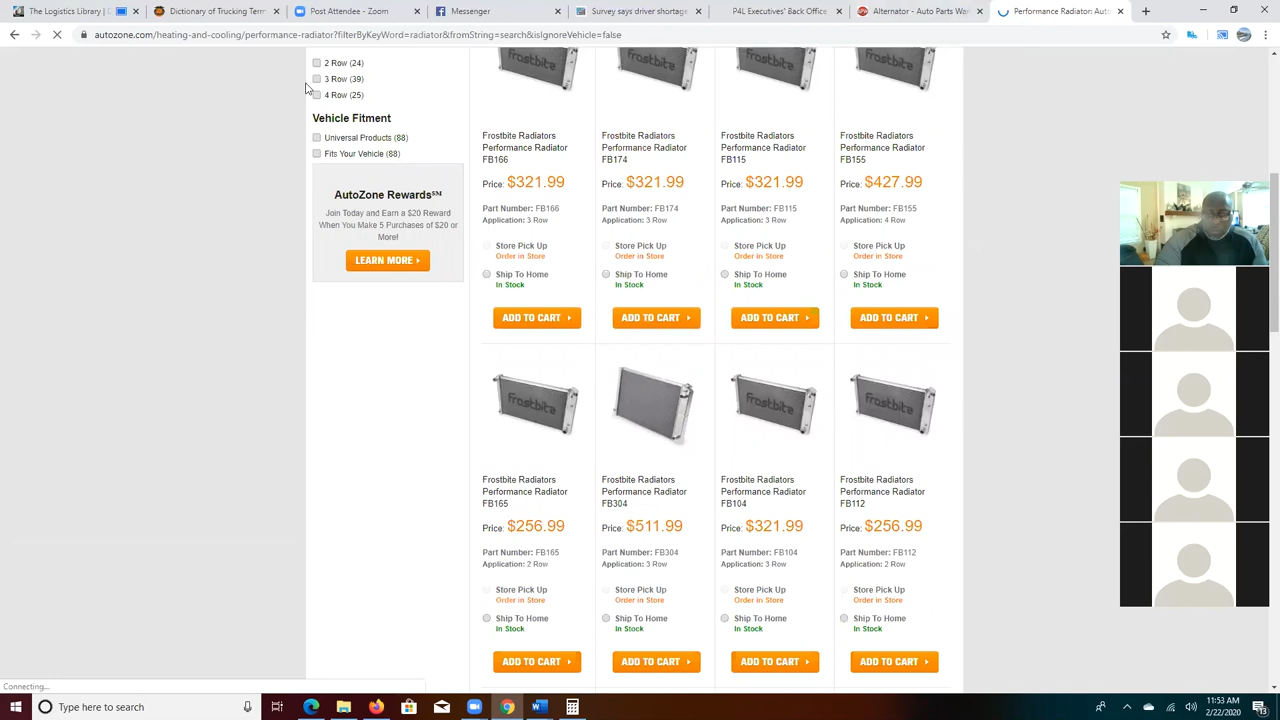 The Logistics Library |
Dictionary of Trucking Term
Post Attendee - Zoom
Messenger
Survey details - SurveyMonk
P4LE Employees' Back Office
Alternator - Auto Parts Ware
Performance Radiator: Auto
autozone.com/heating-and-cooling/performance-radiator?filterByKeyWord=radiator&fromString=search&isIgnoreVehicle=false
2 Row (24)
3 Row (39)
4 Row (25)
Vehicle Fitment
Universal Products (88)
Fits Your Vehicle (88)
AutoZone Rewards℠
Join Today and Earn a $20 Reward
When You Make 5 Purchases of $20 or
More!
LEARN MORE
Frostbite Frostbite Frostbite Frostbite
Frostbite Radiators Frostbite Radiators Frostbite Radiators Frostbite Radiators
Performance Radiator Performance Radiator Performance Radiator Performance Radiator
FB166 FB174 FB115 FB155
Price: $321.99 Price: $321.99 Price: $321.99 Price: $427.99
Part Number: FB166 Part Number: FB174 Part Number: FB115 Part Number: FB155
Application: 3 Row Application: 3 Row Application: 3 Row Application: 4 Row
Store Pick Up Store Pick Up Store Pick Up Store Pick Up
Order in Store Order in Store Order in Store Order in Store
Ship To Home Ship To Home Ship To Home Ship To Home
In Stock In Stock In Stock In Stock
ADD TO CART ADD TO CART ADD TO CART ADD TO CART
Frostbite Frostbite Frostbite
Frostbite Radiators Frostbite Radiators Frostbite Radiators Frostbite Radiators
Performance Radiator Performance Radiator Performance Radiator Performance Radiator
FB165 FB304 FB104 FB112
Price: $256.99 Price: $511.99 Price: $321.99 Price: $256.99
Part Number: FB165 Part Number: FB304 Part Number: FB104 Part Number: FB112
Application: 2 Row Application: 3 Row Application: 3 Row Application: 2 Row
Store Pick Up Store Pick Up Store Pick Up Store Pick Up
Order in Store Order in Store Order in Store Order in Store
Ship To Home Ship To Home Ship To Home Ship To Home
In Stock In Stock In Stock In Stock
ADD TO CART ADD TO CART ADD TO CART ADD TO CART
Connecting...
Type here to search
11:53 AM
2/22/2020